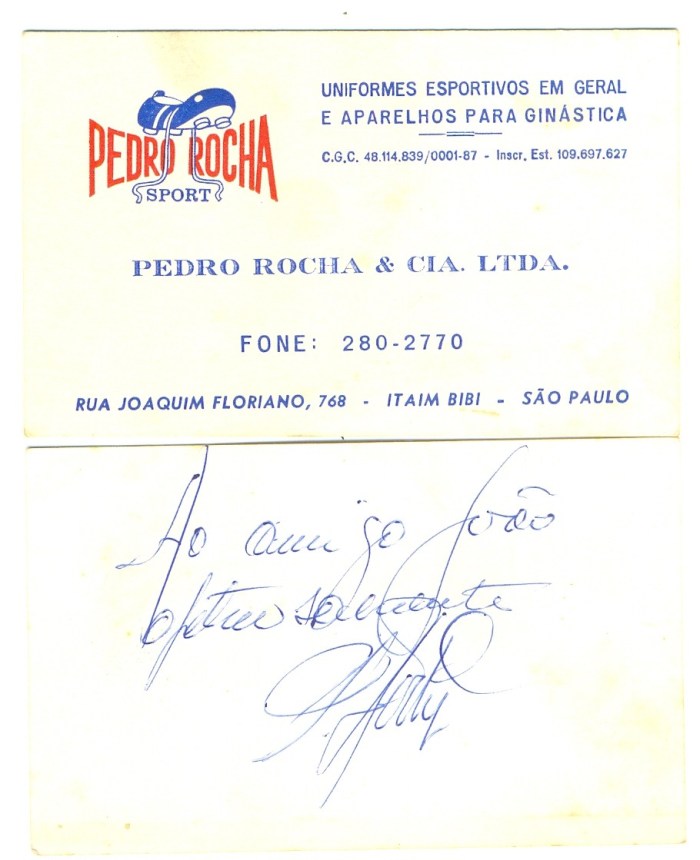 PEDRO ROCHA
SPORT
UNIFORMES ESPORTIVOS EM GERAL
E APARELHOS PARA GINÁSTICA
C.G.C. 48.114.839/0001-87 - Inscr. Est. 109.697.627
PEDRO ROCHA & CIA. LTDA.
FONE: 280-2770
RUA JOAQUIM FLORIANO, 768 - ITAIM BIBI - SÃO PAULO
Ao amigo João